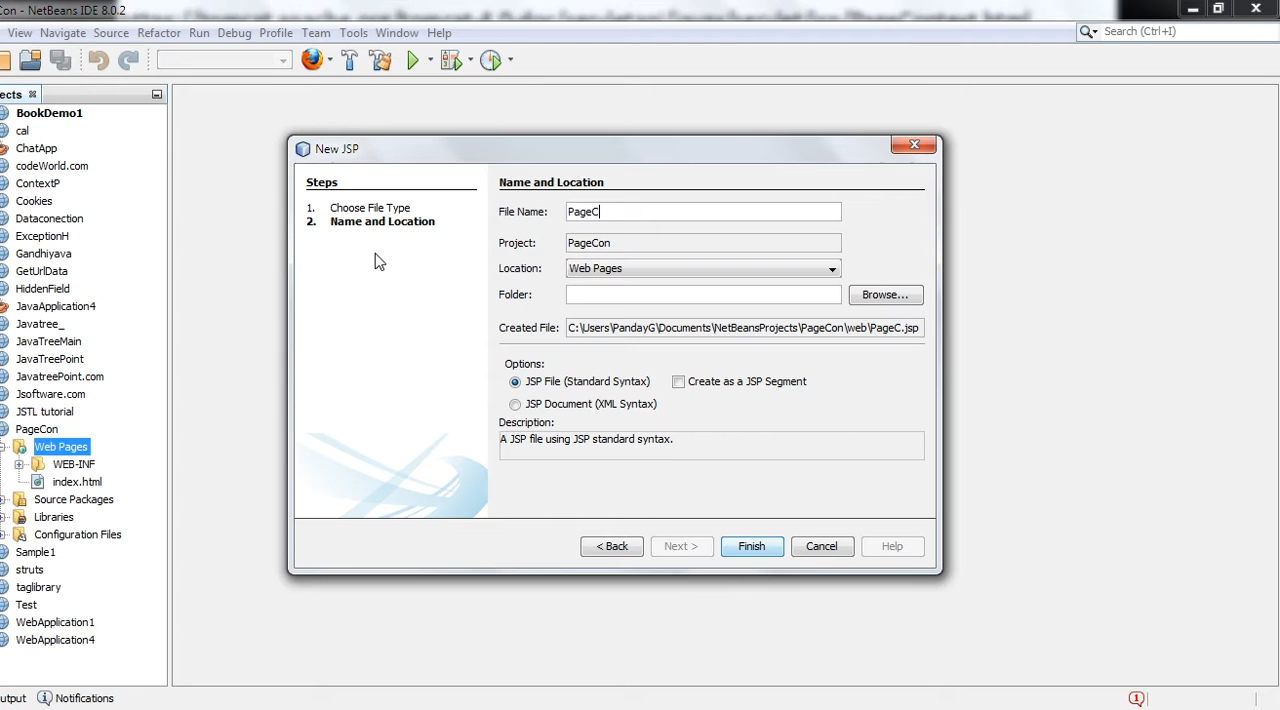 Con - NetBeans IDE 8.0.2
View Navigate Source Refactor Run Debug Profile Team Tools Window Help
Search (Ctrl+I)
ects
BookDemo1
cal
ChatApp
codeWorld.com
ContextP
Cookies
Dataconection
ExceptionH
Gandhiyava
GetUrlData
HiddenField
JavaApplication4
Javatree_
JavaTreeMain
JavaTreePoint
JavatreePoint.com
Jsoftware.com
JSTL tutorial
PageCon
Web Pages
WEB-INF
index.html
Source Packages
Libraries
Configuration Files
Sample1
struts
taglibrary
Test
WebApplication1
WebApplication4
New JSP
Steps
1. Choose File Type
2. Name and Location
Name and Location
File Name: PageC
Project: PageCon
Location: Web Pages
Folder: Browse...
Created File: C:\Users\PandayG\Documents\NetBeansProjects\PageCon\web\PageC.jsp
Options:
JSP File (Standard Syntax) Create as a JSP Segment
JSP Document (XML Syntax)
Description:
A JSP file using JSP standard syntax.
< Back Next > Finish Cancel Help
utput Notifications